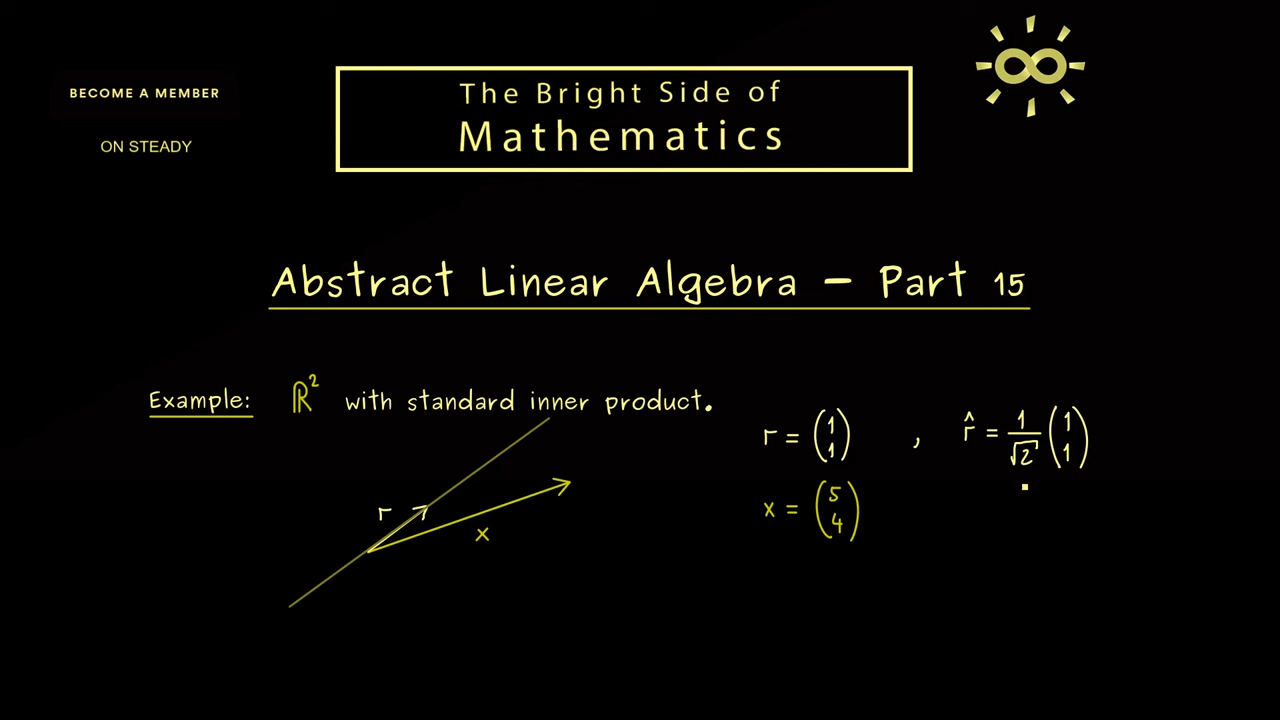 BECOME A MEMBER
ON STEADY
The Bright Side of
Mathematics
Abstract Linear Algebra – Part 15
Example: ℝ² with standard inner product.
r = (1 1) , r̂ = 1/√2 (1 1)
x = (5 4)
r
x